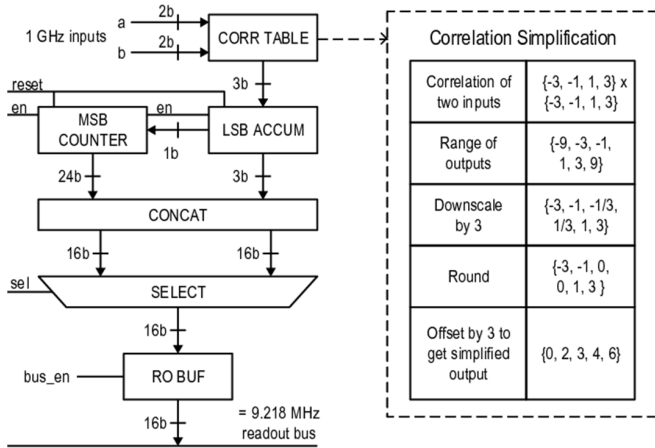 1 GHz inputs
a
2b
b
2b
CORR TABLE
3b
reset
en
en
MSB
COUNTER
1b
LSB ACCUM
24b
3b
CONCAT
16b
16b
sel
SELECT
16b
bus_en
RO BUF
16b
= 9.218 MHz
readout bus
Correlation Simplification
Correlation of
two inputs
{-3, -1, 1, 3} x
{-3, -1, 1, 3}
Range of
outputs
{-9, -3, -1,
1, 3, 9}
Downscale
by 3
{-3, -1, -1/3,
1/3, 1, 3}
Round
{-3, -1, 0,
0, 1, 3 }
Offset by 3 to
get simplified
output
{0, 2, 3, 4, 6}